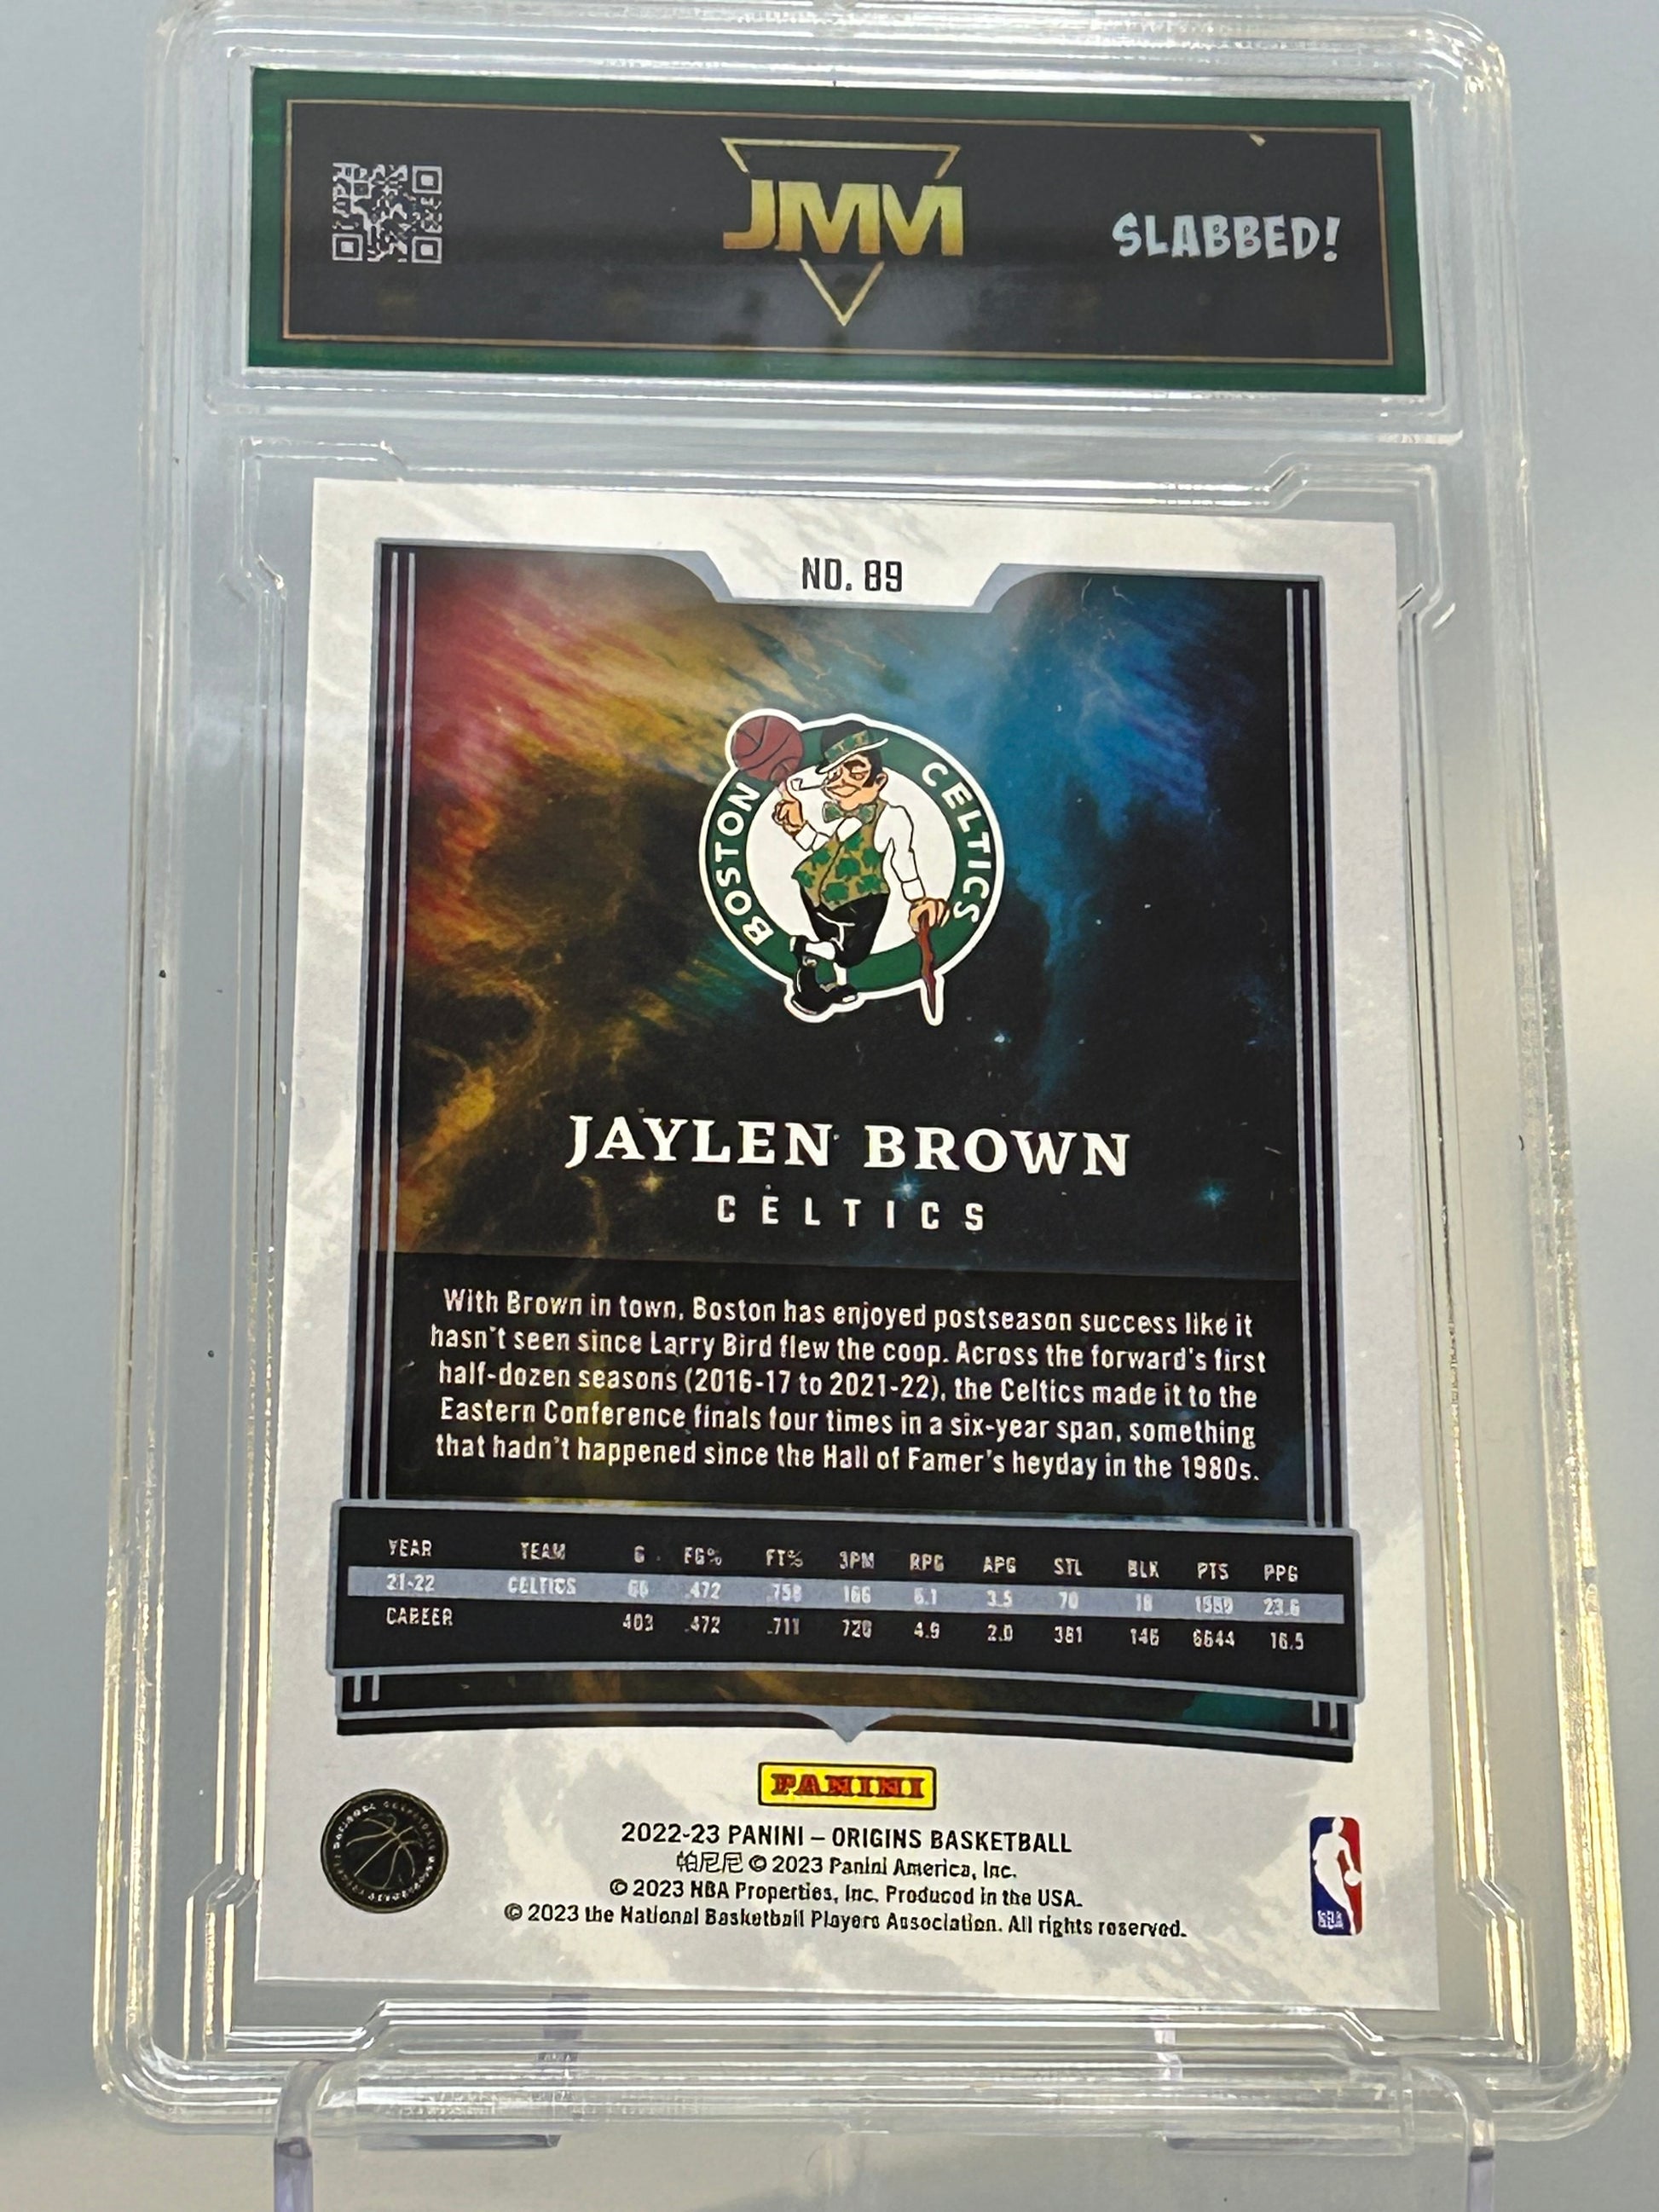 JMM
SLABBED!
NO. 89
BOSTON CELTICS
JAYLEN BROWN
CELTICS
With Brown in town, Boston has enjoyed postseason success like it
hasn't seen since Larry Bird flew the coop. Across the forward's first
half-dozen seasons (2016-17 to 2021-22), the Celtics made it to the
Eastern Conference finals four times in a six-year span, something
that hadn't happened since the Hall of Famer's heyday in the 1980s.
YEAR TEAM G FG% FT% 3PM RPG APG STL BLK PTS PPG
21-22 CELTICS 66 .472 .758 166 6.1 3.5 70 18 1559 23.6
CAREER 403 .472 .711 720 4.9 2.0 381 146 6644 16.5
PANINI
2022-23 PANINI – ORIGINS BASKETBALL
帕尼尼 © 2023 Panini America, Inc.
© 2023 NBA Properties, Inc. Produced in the USA.
© 2023 the National Basketball Players Association. All rights reserved.
NBA